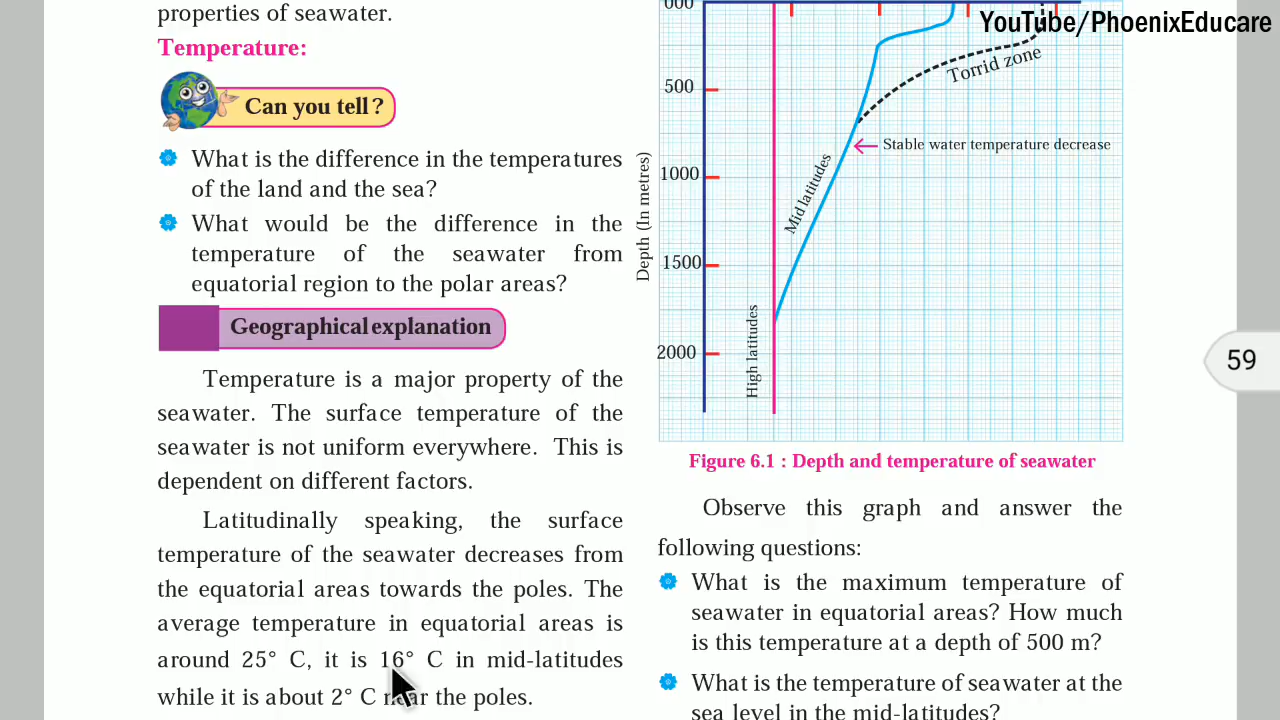 properties of seawater.
Temperature:
Can you tell ?
What is the difference in the temperatures
of the land and the sea?
What would be the difference in the
temperature of the seawater from
equatorial region to the polar areas?
Geographical explanation
Temperature is a major property of the
seawater. The surface temperature of the
seawater is not uniform everywhere. This is
dependent on different factors.
Latitudinally speaking, the surface
temperature of the seawater decreases from
the equatorial areas towards the poles. The
average temperature in equatorial areas is
around 25° C, it is 16° C in mid-latitudes
while it is about 2° C near the poles.
YouTube/PhoenixEducare
000
500
1000
1500
2000
Depth (In metres)
Torrid zone
Stable water temperature decrease
Mid latitudes
High latitudes
Figure 6.1 : Depth and temperature of seawater
Observe this graph and answer the
following questions:
What is the maximum temperature of
seawater in equatorial areas? How much
is this temperature at a depth of 500 m?
What is the temperature of seawater at the
sea level in the mid-latitudes?
59